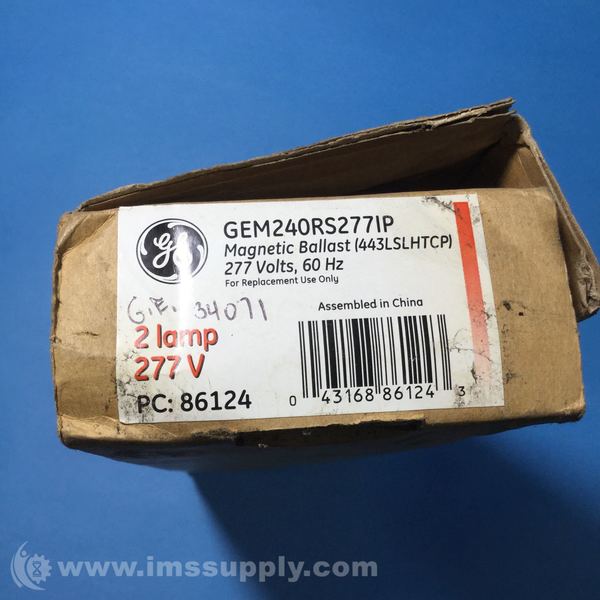 GE
GEM240RS277IP
Magnetic Ballast (443LSLHTCP)
277 Volts, 60 Hz
For Replacement Use Only
G.E. 34071
Assembled in China
2 lamp
277 V
PC: 86124
0 43168 86124 3
www.imssupply.com